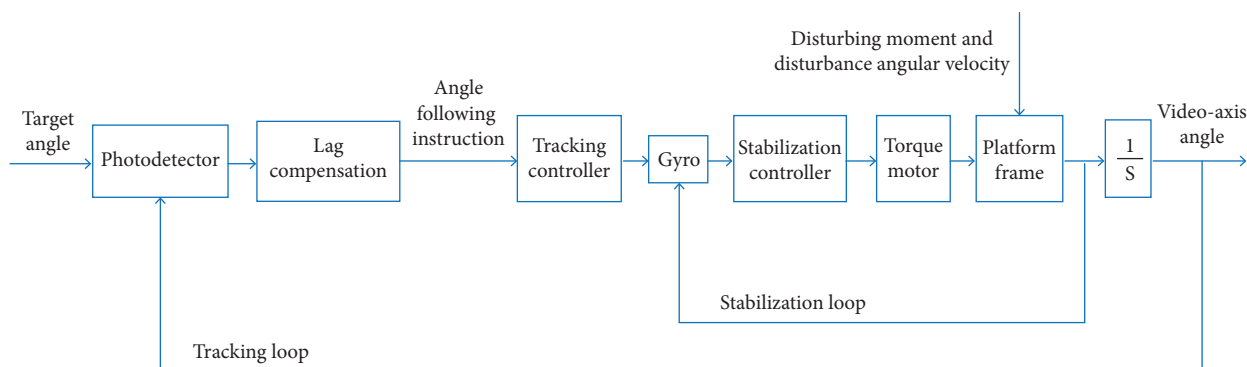 Disturbing moment and
disturbance angular velocity
Target
angle
Photodetector
Lag
compensation
Angle
following
instruction
Tracking
controller
Gyro
Stabilization
controller
Torque
motor
Platform
frame
1
S
Video-axis
angle
Stabilization loop
Tracking loop